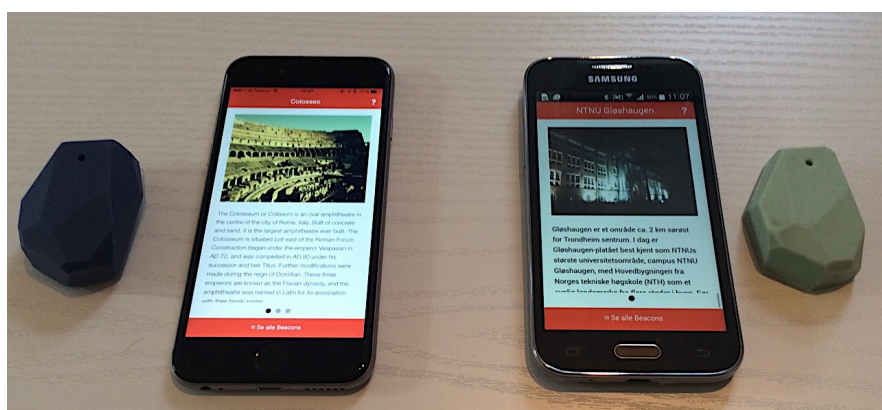 Colosseo ?
The Colosseum or Coliseum is an oval amphitheatre in
the centre of the city of Rome, Italy. Built of concrete
and sand, it is the largest amphitheatre ever built. The
Colosseum is situated just east of the Roman Forum.
Construction began under the emperor Vespasian in
AD 72, and was completed in AD 80 under his
successor and heir Titus. Further modifications were
made during the reign of Domitian. These three
emperors are known as the Flavian dynasty, and the
amphitheatre was named in Latin for its association
with their family name
Se alle Beacons
SAMSUNG
80% 11:07
NTNU Gløshaugen ?
Gløshaugen er et område ca. 2 km sørøst
for Trondheim sentrum. I dag er
Gløshaugen-platået best kjent som NTNUs
største universitetsområde, campus NTNU
Gløshaugen, med Hovedbygningen fra
Norges tekniske høgskole (NTH) som et
Se alle Beacons